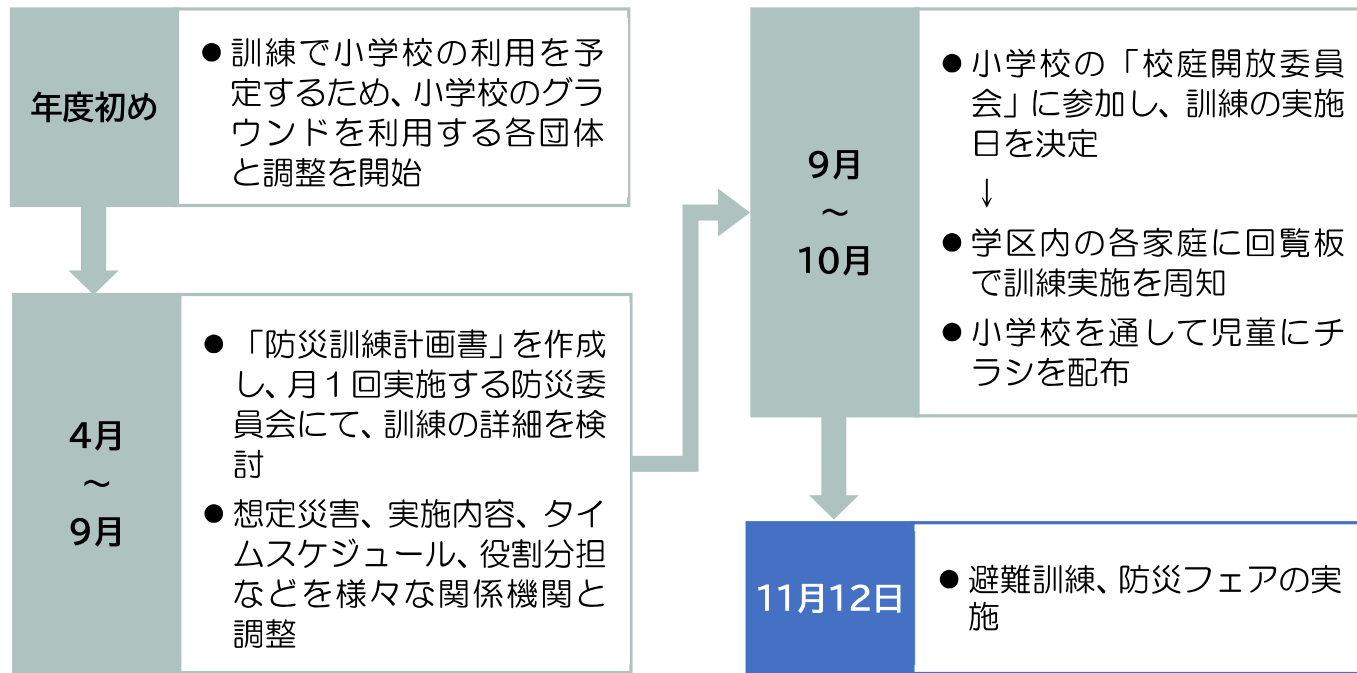 年度初め
● 訓練で小学校の利用を予
定するため、小学校のグラ
ウンドを利用する各団体
と調整を開始
4月
～
9月
● 「防災訓練計画書」を作成
し、月１回実施する防災委
員会にて、訓練の詳細を検
討
● 想定災害、実施内容、タイ
ムスケジュール、役割分担
などを様々な関係機関と
調整
9月
～
10月
● 小学校の「校庭開放委員
会」に参加し、訓練の実施
日を決定
↓
● 学区内の各家庭に回覧板
で訓練実施を周知
● 小学校を通して児童にチ
ラシを配布
11月12日
● 避難訓練、防災フェアの実
施